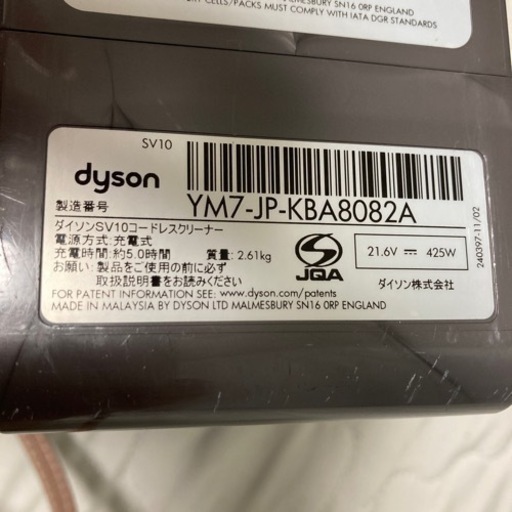 CELLS/PACKS MUST COMPLY WITH IATA DGR STANDARDS
MALMESBURY SN16 0RP ENGLAND
SV10
dyson
製造番号
YM7-JP-KBA8082A
ダイソンSV10コードレスクリーナー
電源方式:充電式
充電時間:約5.0時間 質量: 2.61kg
お願い: 製品をご使用の前に必ず
取扱説明書をお読みください
JQA
21.6V ⎓ 425W
240397-11/02
FOR PATENT INFORMATION SEE: www.dyson.com/patents
ダイソン株式会社
MADE IN MALAYSIA BY DYSON LTD MALMESBURY SN16 0RP ENGLAND